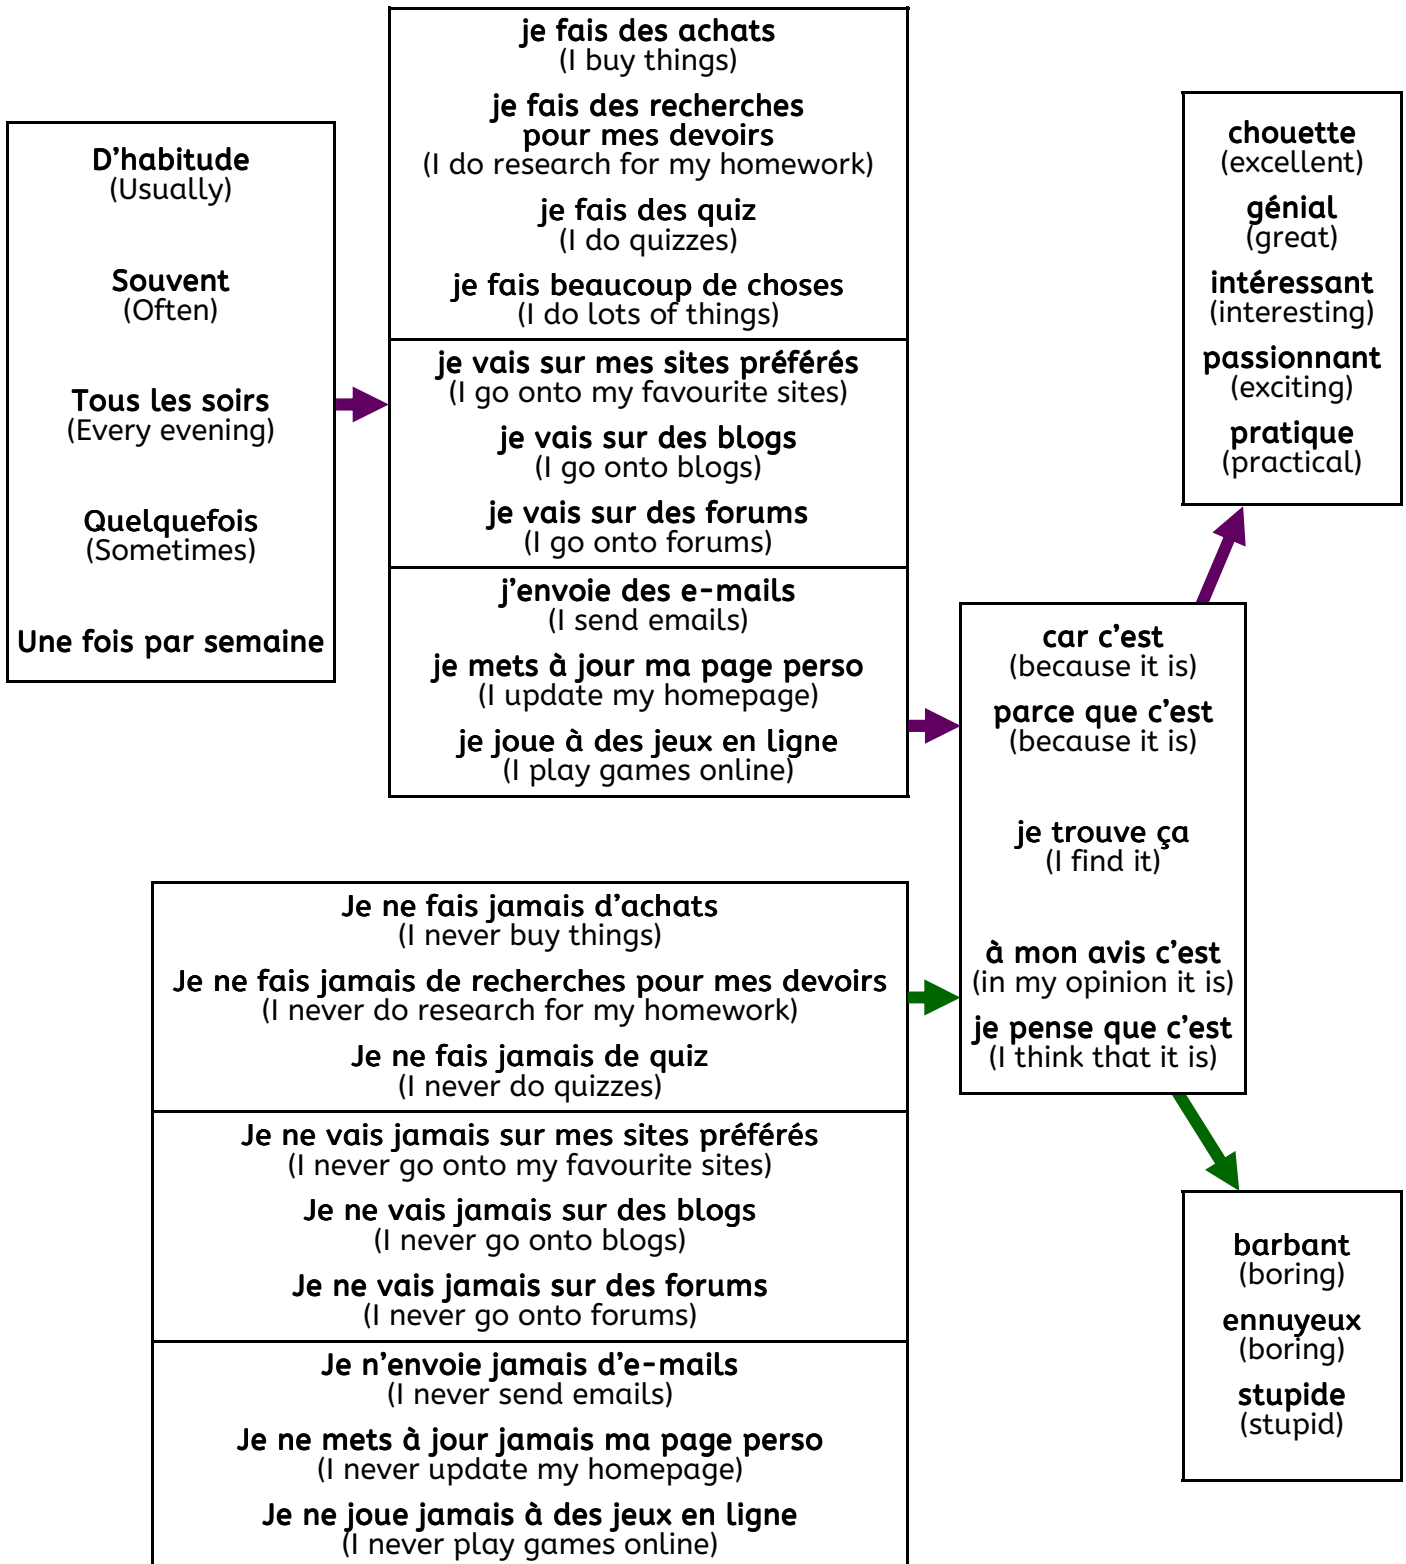 D'habitude
(Usually)
Souvent
(Often)
Tous les soirs
(Every evening)
Quelquefois
(Sometimes)
Une fois par semaine
je fais des achats
(I buy things)
je fais des recherches
pour mes devoirs
(I do research for my homework)
je fais des quiz
(I do quizzes)
je fais beaucoup de choses
(I do lots of things)
je vais sur mes sites préférés
(I go onto my favourite sites)
je vais sur des blogs
(I go onto blogs)
je vais sur des forums
(I go onto forums)
j'envoie des e-mails
(I send emails)
je mets à jour ma page perso
(I update my homepage)
je joue à des jeux en ligne
(I play games online)
Je ne fais jamais d'achats
(I never buy things)
Je ne fais jamais de recherches pour mes devoirs
(I never do research for my homework)
Je ne fais jamais de quiz
(I never do quizzes)
Je ne vais jamais sur mes sites préférés
(I never go onto my favourite sites)
Je ne vais jamais sur des blogs
(I never go onto blogs)
Je ne vais jamais sur des forums
(I never go onto forums)
Je n'envoie jamais d'e-mails
(I never send emails)
Je ne mets à jour jamais ma page perso
(I never update my homepage)
Je ne joue jamais à des jeux en ligne
(I never play games online)
car c'est
(because it is)
parce que c'est
(because it is)
je trouve ça
(I find it)
à mon avis c'est
(in my opinion it is)
je pense que c'est
(I think that it is)
chouette
(excellent)
génial
(great)
intéressant
(interesting)
passionnant
(exciting)
pratique
(practical)
barbant
(boring)
ennuyeux
(boring)
stupide
(stupid)